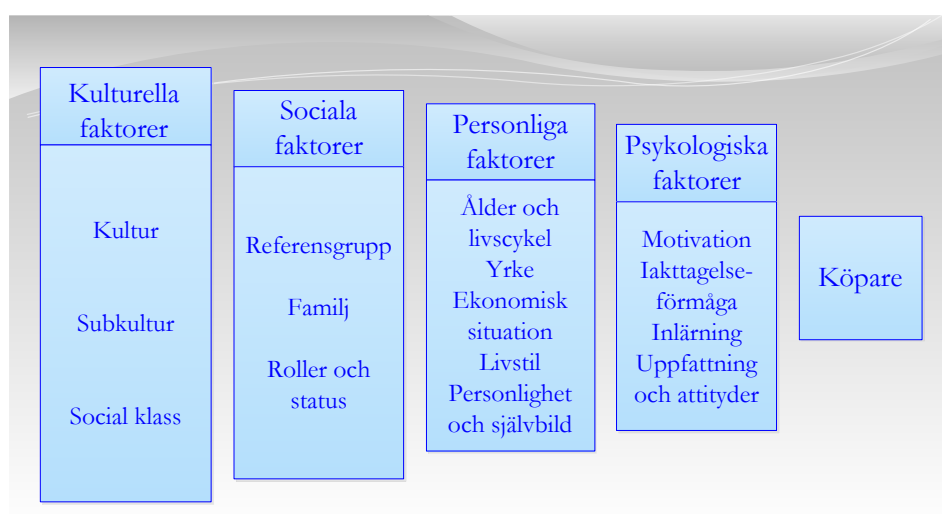 Kulturella
faktorer
Kultur
Subkultur
Social klass
Sociala
faktorer
Referensgrupp
Familj
Roller och
status
Personliga
faktorer
Ålder och
livscykel
Yrke
Ekonomisk
situation
Livstil
Personlighet
och självbild
Psykologiska
faktorer
Motivation
Iakttagelse-
förmåga
Inlärning
Uppfattning
och attityder
Köpare